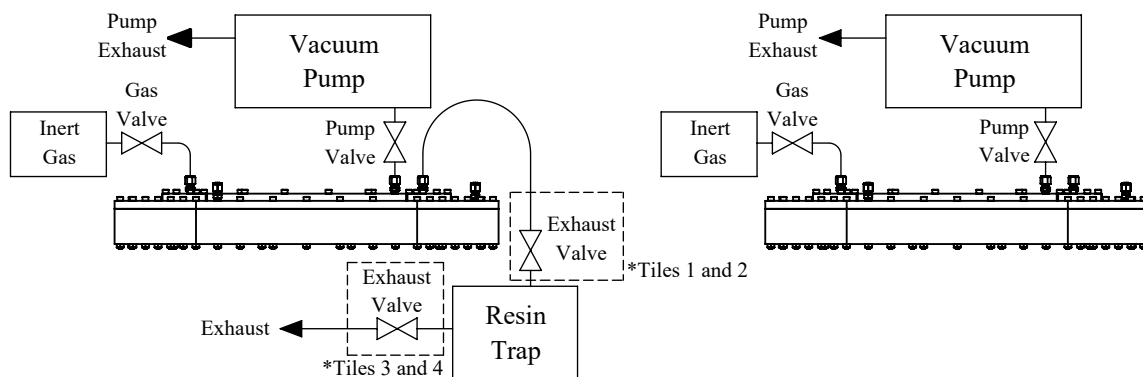 Pump
Exhaust
Vacuum
Pump
Gas
Valve
Inert
Gas
Pump
Valve
Exhaust
Valve
*Tiles 1 and 2
Exhaust
Valve
Exhaust
Resin
Trap
*Tiles 3 and 4
Pump
Exhaust
Vacuum
Pump
Gas
Valve
Inert
Gas
Pump
Valve